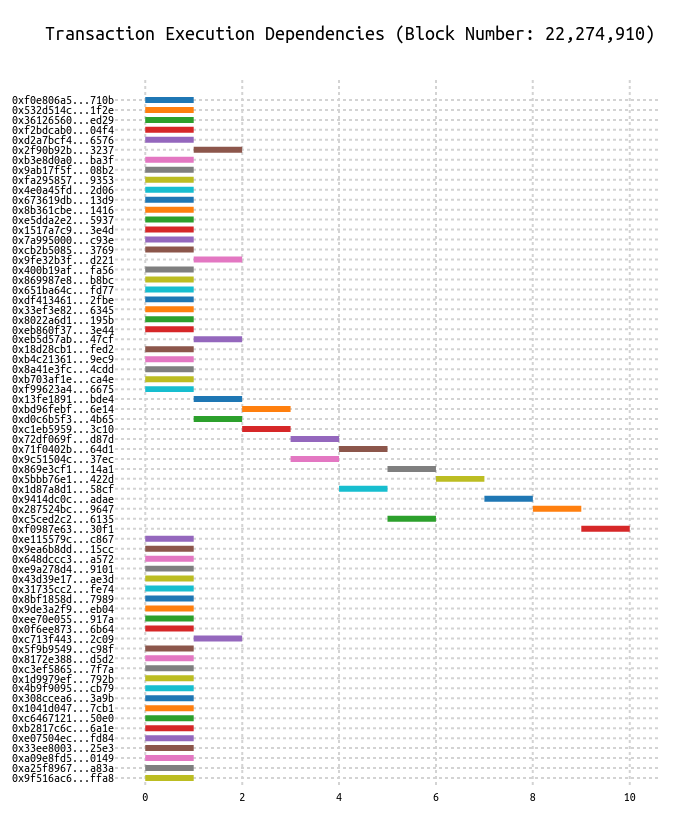 Transaction Execution Dependencies (Block Number: 22,274,910)
0xf0e806a5...710b
0x532d514c...1f2e
0x36126560...ed29
0xf2bdcab0...04f4
0xd2a7bcf4...6576
0x2f90b92b...3237
0xb3e8d0a0...ba3f
0x9ab17f5f...08b2
0xfa295857...9353
0x4e0a45fd...2d06
0x673619db...13d9
0x8b361cbe...1416
0xe5dda2e2...5937
0x1517a7c9...3e4d
0x7a995000...c93e
0xcb2b5085...3769
0x9fe32b3f...d221
0x400b19af...fa56
0x869987e8...b8bc
0x651ba64c...fd77
0xdf413461...2fbe
0x33ef3e82...6345
0x8022a6d1...195b
0xeb860f37...3e44
0xeb5d57ab...47cf
0x18d28cb1...fed2
0xb4c21361...9ec9
0x8a41e3fc...4cdd
0xb703af1e...ca4e
0xf99623a4...6675
0x13fe1891...bde4
0xbd96febf...6e14
0xd0c6b5f3...4b65
0xc1eb5959...3c10
0x72df069f...d87d
0x71f0402b...64d1
0x9c51504c...37ec
0x869e3cf1...14a1
0x5bbb76e1...422d
0x1d87a8d1...58cf
0x9414dc0c...adae
0x287524bc...9647
0xc5ced2c2...6135
0xf0987e63...30f1
0xe115579c...c867
0x9ea6b8dd...15cc
0x648dccc3...a572
0xe9a278d4...9101
0x43d39e17...ae3d
0x31735cc2...fe74
0x8bf1858d...7989
0x9de3a2f9...eb04
0xee70e055...917a
0x0f6ee873...6b64
0xc713f443...2c09
0x5f9b9549...c98f
0x8172e388...d5d2
0xc3ef5865...7f7a
0x1d9979ef...792b
0x4b9f9095...cb79
0x308ccea6...3a9b
0x1041d047...7cb1
0xc6467121...50e0
0xb2817c6c...6a1e
0xe07504ec...fd84
0x33ee8003...25e3
0xa09e8fd5...0149
0xa25f8967...a83a
0x9f516ac6...ffa8
0 2 4 6 8 10